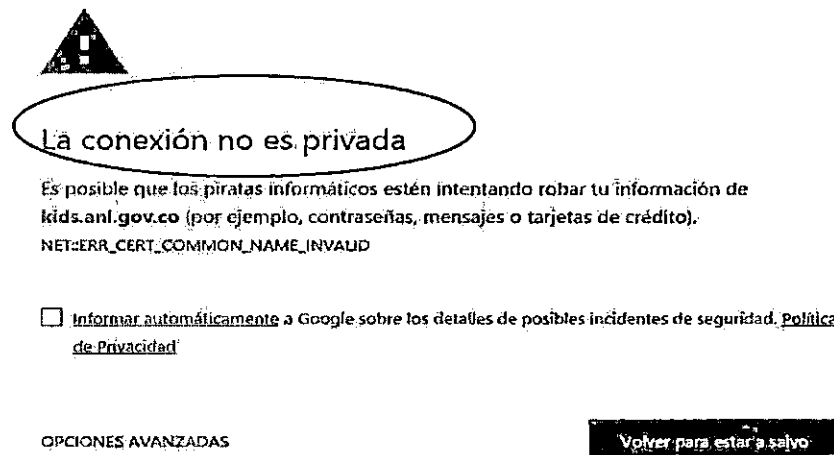 La conexión no es privada
Es posible que los piratas informáticos estén intentando robar tu información de
kids.anl.gov.co (por ejemplo, contraseñas, mensajes o tarjetas de crédito).
NET::ERR_CERT_COMMON_NAME_INVALID
Informar automáticamente a Google sobre los detalles de posibles incidentes de seguridad. Política
de Privacidad
OPCIONES AVANZADAS
Volver para estar a salvo